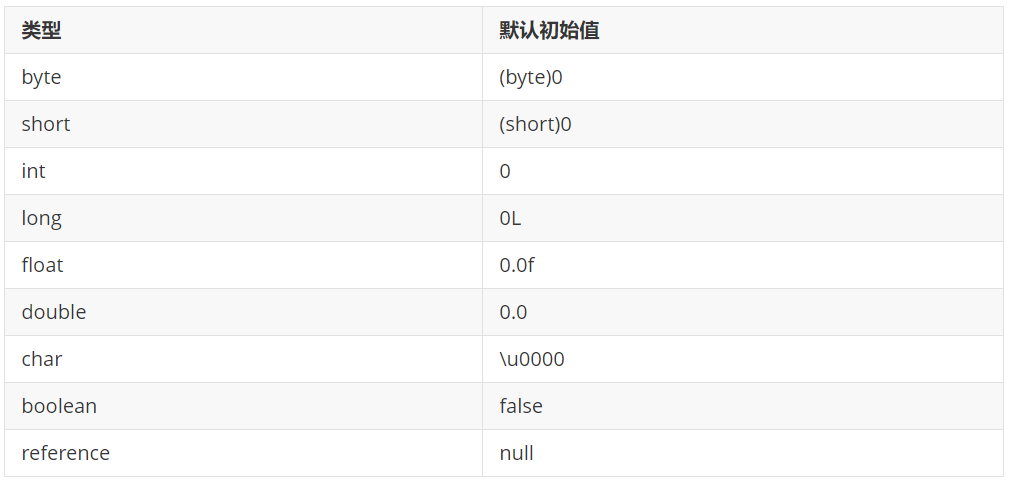 类型 默认初始值
byte (byte)0
short (short)0
int 0
long 0L
float 0.0f
double 0.0
char \u0000
boolean false
reference null